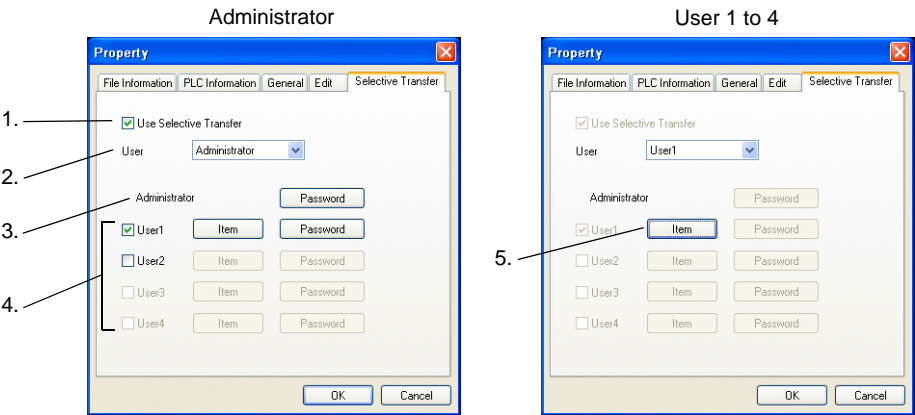 Administrator
User 1 to 4
Property
File Information PLC Information General Edit Selective Transfer
1.
Use Selective Transfer
2.
User Administrator
3.
Administrator Password
4.
User1 Item Password
User2 Item Password
User3 Item Password
User4 Item Password
OK Cancel
Property
File Information PLC Information General Edit Selective Transfer
Use Selective Transfer
User User1
Administrator Password
5.
User1 Item Password
User2 Item Password
User3 Item Password
User4 Item Password
OK Cancel